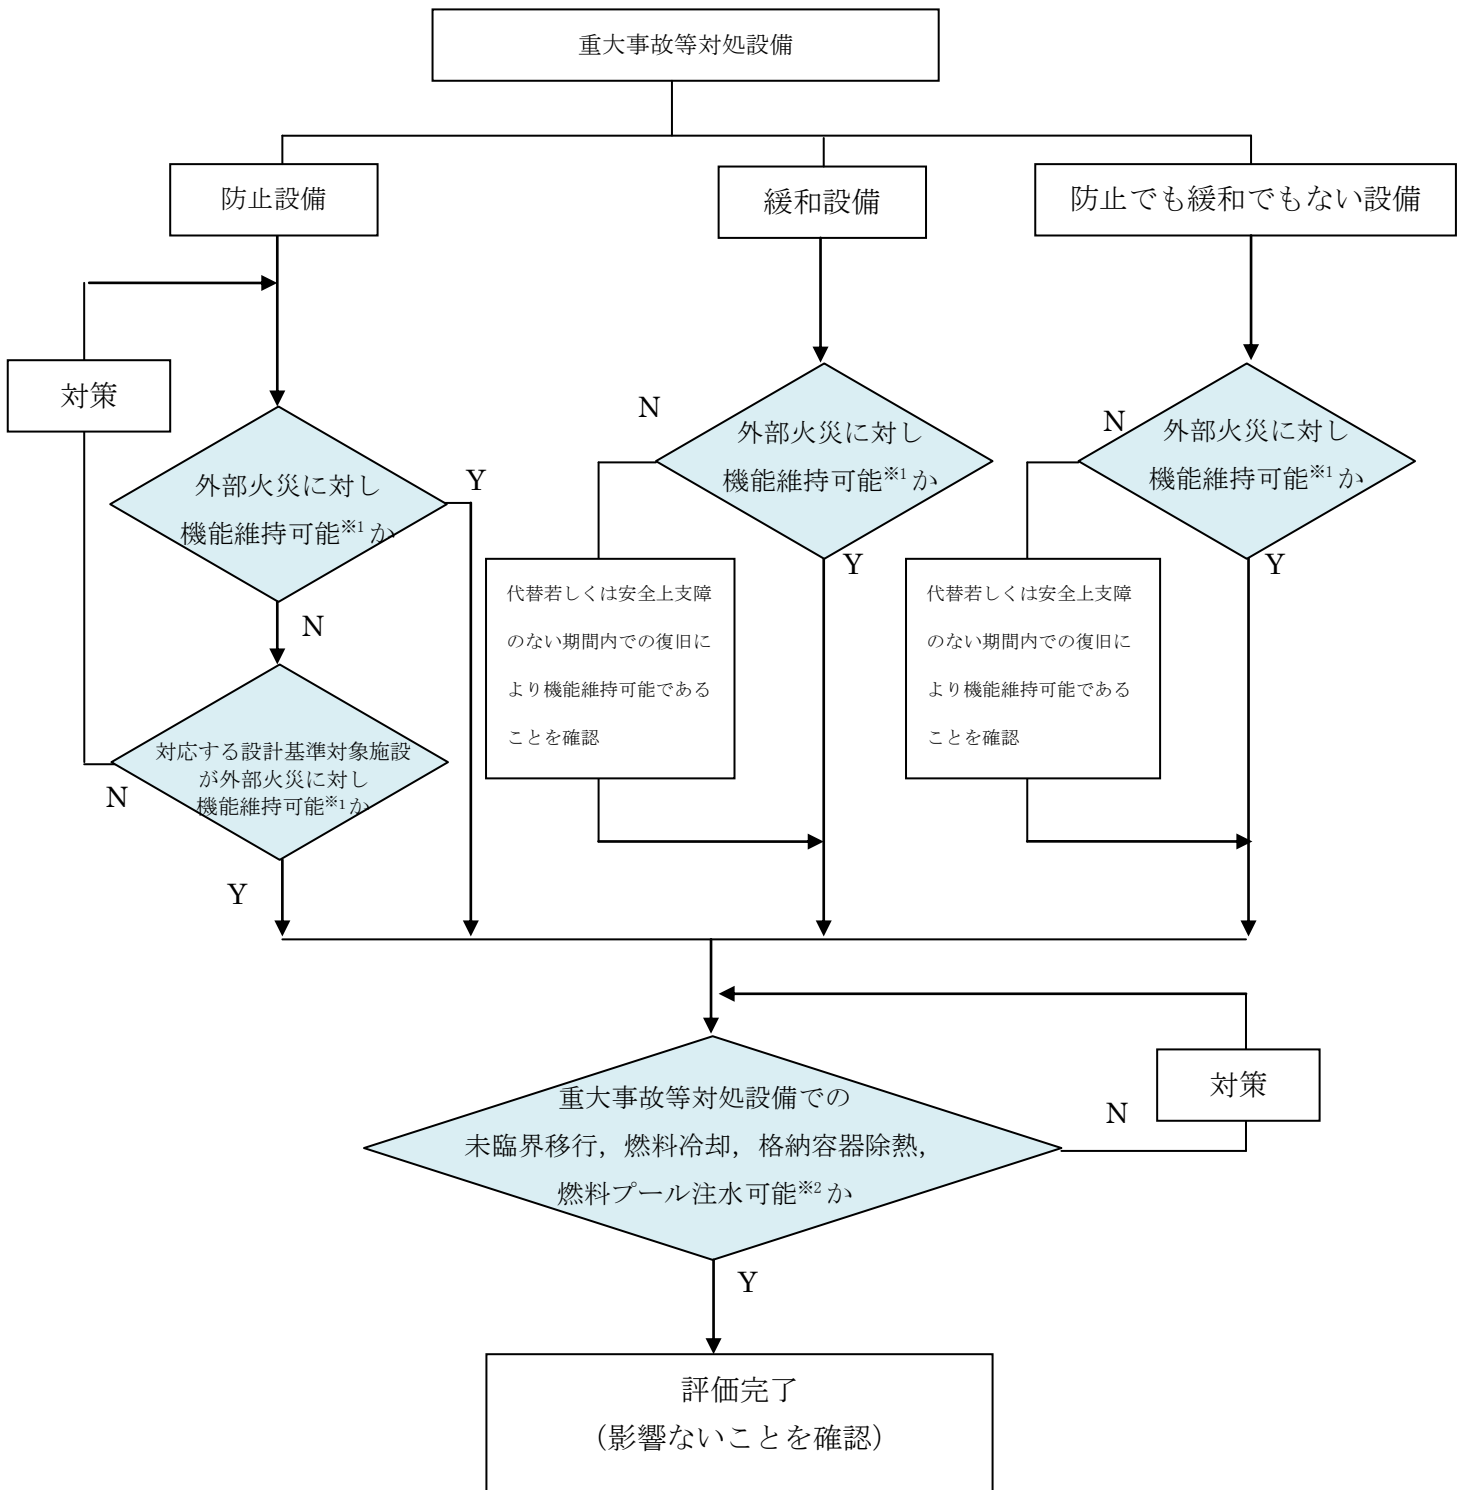 重大事故等対処設備
防止設備
緩和設備
防止でも緩和でもない設備
対策
外部火災に対し
機能維持可能※1か
Y
N
対応する設計基準対象施設
が外部火災に対し
機能維持可能※1か
N
Y
N
外部火災に対し
機能維持可能※1か
Y
代替若しくは安全上支障
のない期間内での復旧に
より機能維持可能である
ことを確認
N
外部火災に対し
機能維持可能※1か
Y
代替若しくは安全上支障
のない期間内での復旧に
より機能維持可能である
ことを確認
重大事故等対処設備での
未臨界移行，燃料冷却，格納容器除熱，
燃料プール注水可能※2か
N
対策
Y
評価完了
（影響ないことを確認）